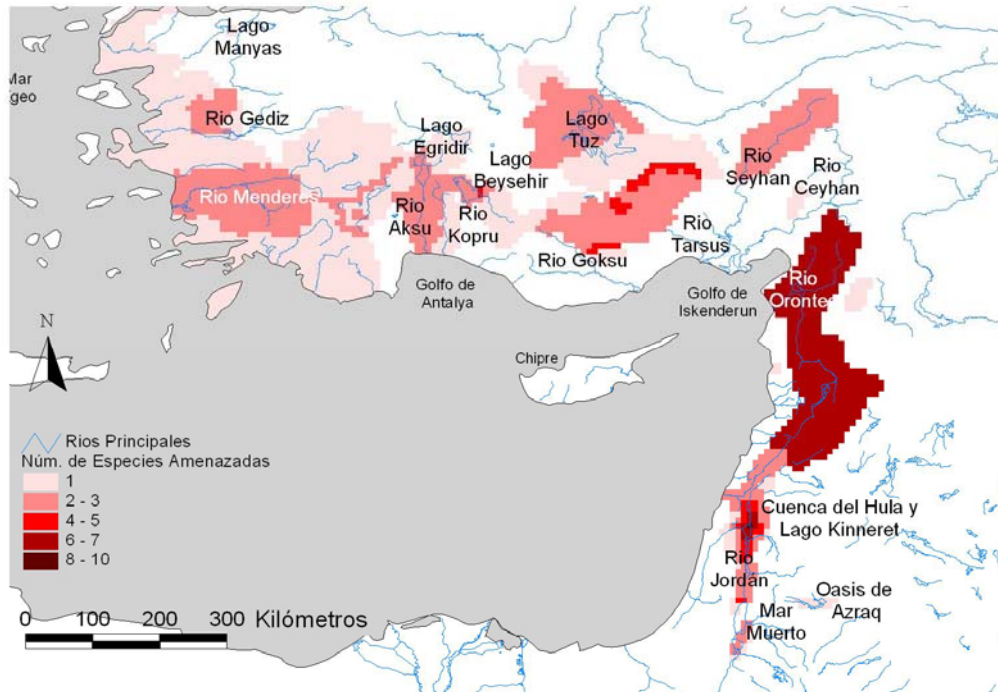 Lago
Manyas
Mar
geo
Rio Gediz
Lago
Egridir
Lago
Tuz
Lago
Beysehir
Rio
Seyhan
Rio
Ceyhan
Rio Menderes
Rio
Aksu
Rio
Kopru
Rio
Tarsus
Rio Goksu
Golfo de
Antalya
Golfo de
Iskenderun
Rio
Orontes
N
Chipre
Rios Principales
Núm. de Especies Amenazadas
1
2 - 3
4 - 5
6 - 7
8 - 10
Cuenca del Hula y
Lago Kinneret
Rio
Jordán
Oasis de
Azraq
Mar
Muerto
0 100 200 300 Kilómetros